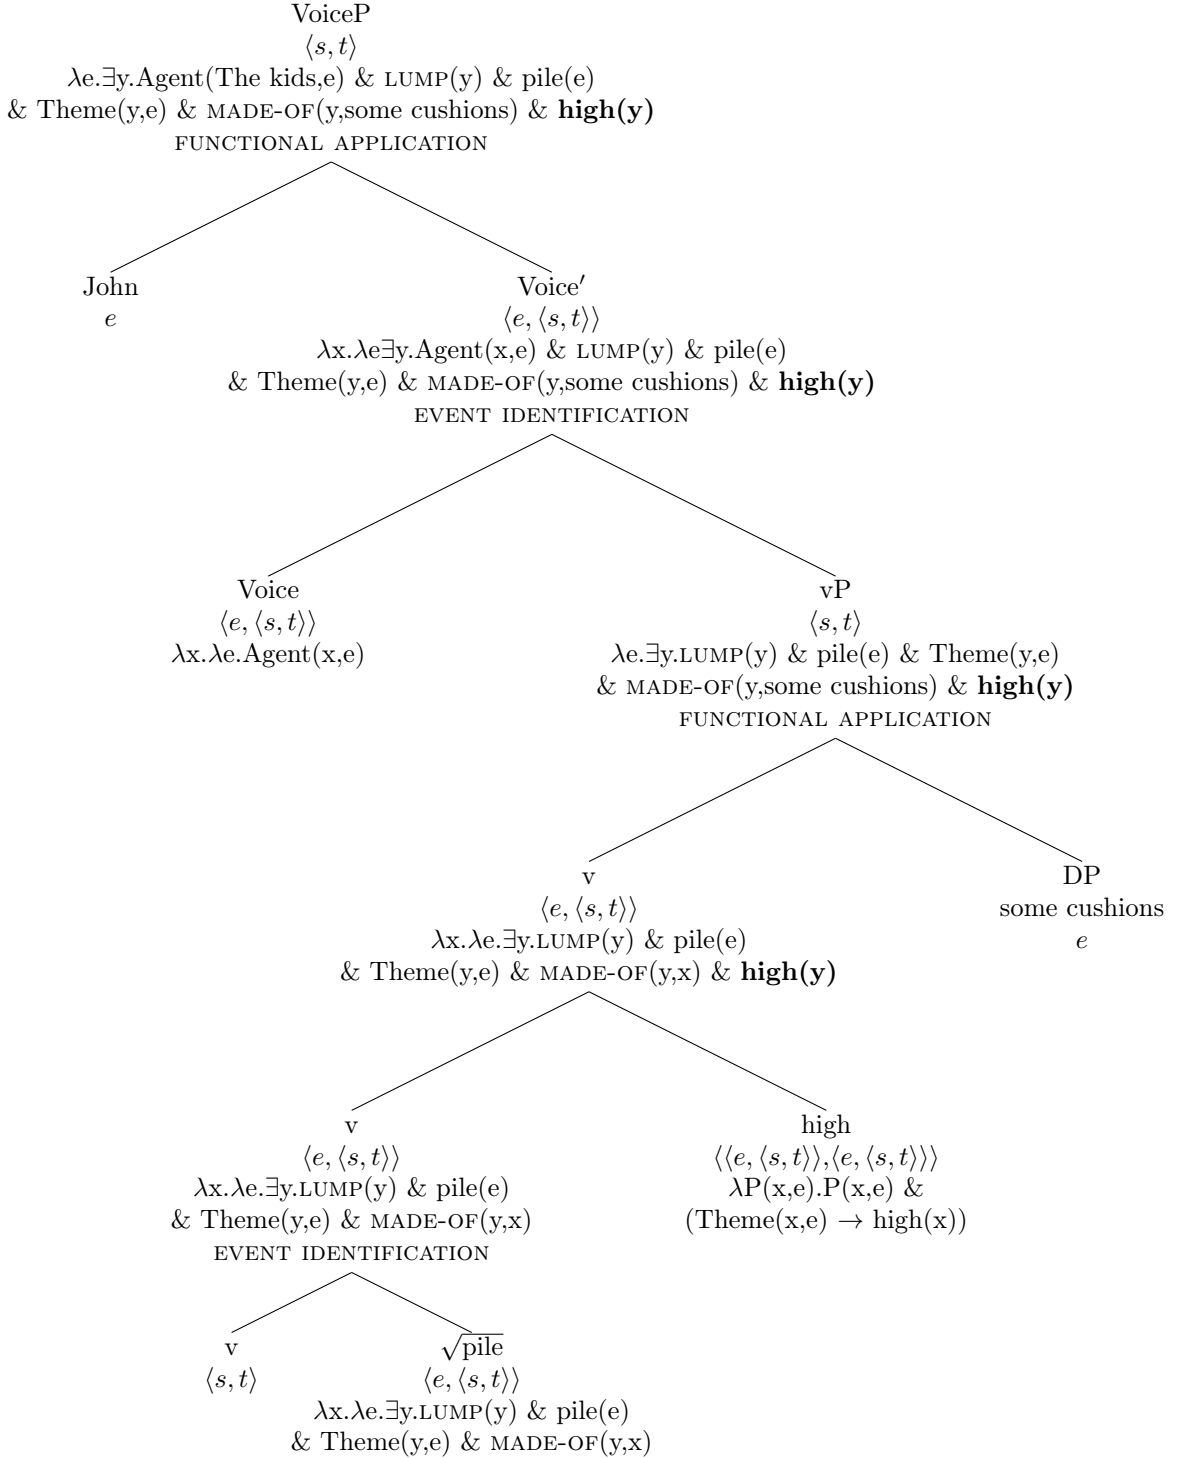 VoiceP
⟨s, t⟩
λe.∃y.Agent(The kids,e) & LUMP(y) & pile(e)
& Theme(y,e) & MADE-OF(y,some cushions) & high(y)
FUNCTIONAL APPLICATION
John
e
Voice′
⟨e, ⟨s, t⟩⟩
λx.λe∃y.Agent(x,e) & LUMP(y) & pile(e)
& Theme(y,e) & MADE-OF(y,some cushions) & high(y)
EVENT IDENTIFICATION
Voice
⟨e, ⟨s, t⟩⟩
λx.λe.Agent(x,e)
vP
⟨s, t⟩
λe.∃y.LUMP(y) & pile(e) & Theme(y,e)
& MADE-OF(y,some cushions) & high(y)
FUNCTIONAL APPLICATION
v
⟨e, ⟨s, t⟩⟩
λx.λe.∃y.LUMP(y) & pile(e)
& Theme(y,e) & MADE-OF(y,x) & high(y)
DP
some cushions
e
v
⟨e, ⟨s, t⟩⟩
λx.λe.∃y.LUMP(y) & pile(e)
& Theme(y,e) & MADE-OF(y,x)
EVENT IDENTIFICATION
high
⟨⟨e, ⟨s, t⟩⟩,⟨e, ⟨s, t⟩⟩⟩
λP(x,e).P(x,e) &
(Theme(x,e) → high(x))
v
⟨s, t⟩
√pile
⟨e, ⟨s, t⟩⟩
λx.λe.∃y.LUMP(y) & pile(e)
& Theme(y,e) & MADE-OF(y,x)